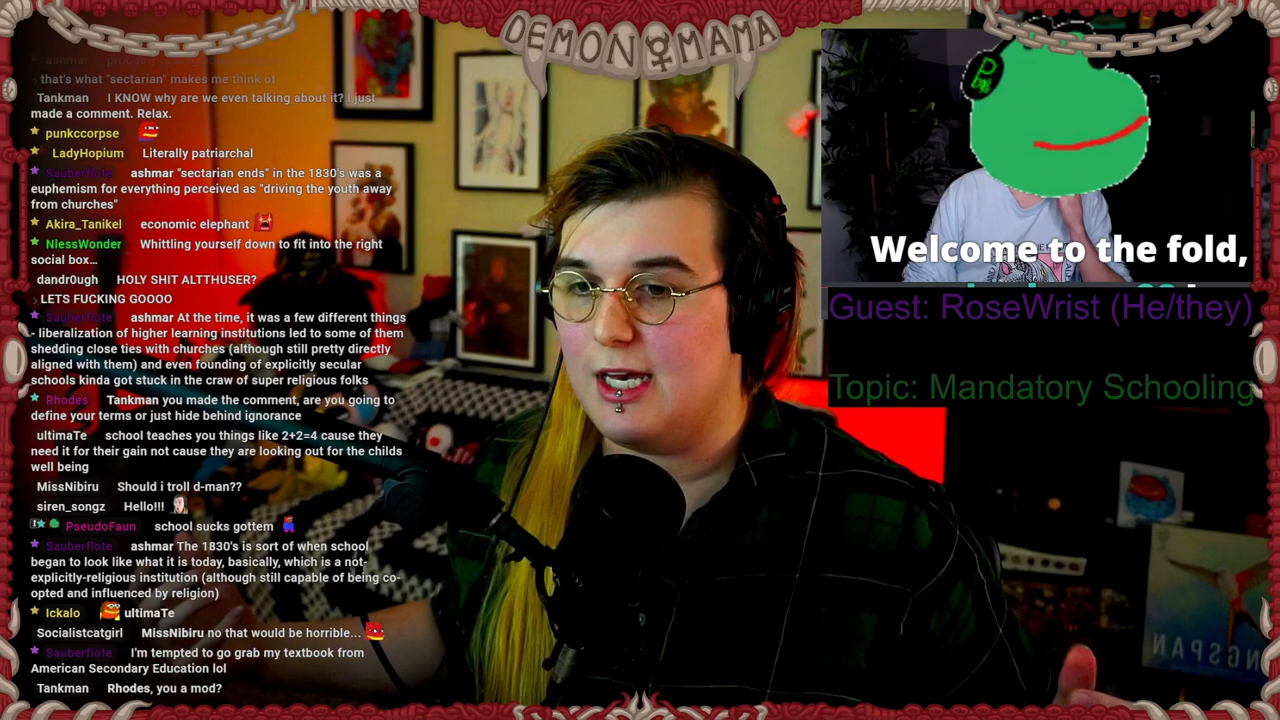 DEMON MAMA
that's what "sectarian" makes me think of
Tankman I KNOW why are we even talking about it? I just
made a comment. Relax.
punkccorpse
LadyHopium Literally patriarchal
Sauberflote ashmar "sectarian ends" in the 1830's was a
euphemism for everything perceived as "driving the youth away
from churches"
Akira_Tanikel economic elephant
NlessWonder Whittling yourself down to fit into the right
social box…
dandr0ugh HOLY SHIT ALTTHUSER?
LETS FUCKING GOOOO
Sauberflote ashmar At the time, it was a few different things
- liberalization of higher learning institutions led to some of them
shedding close ties with churches (although still pretty directly
aligned with them) and even founding of explicitly secular
schools kinda got stuck in the craw of super religious folks
Rhodes Tankman you made the comment, are you going to
define your terms or just hide behind ignorance
ultimaTe school teaches you things like 2+2=4 cause they
need it for their gain not cause they are looking out for the childs
well being
MissNibiru Should i troll d-man??
siren_songz Hello!!!
PseudoFaun school sucks gottem
Sauberflote ashmar The 1830's is sort of when school
began to look like what it is today, basically, which is a not-
explicitly-religious institution (although still capable of being co-
opted and influenced by religion)
Ickalo ultimaTe
Socialistcatgirl MissNibiru no that would be horrible...
Sauberflote I'm tempted to go grab my textbook from
American Secondary Education lol
Tankman Rhodes, you a mod?
Welcome to the fold,
Guest: RoseWrist (He/they)
Topic: Mandatory Schooling